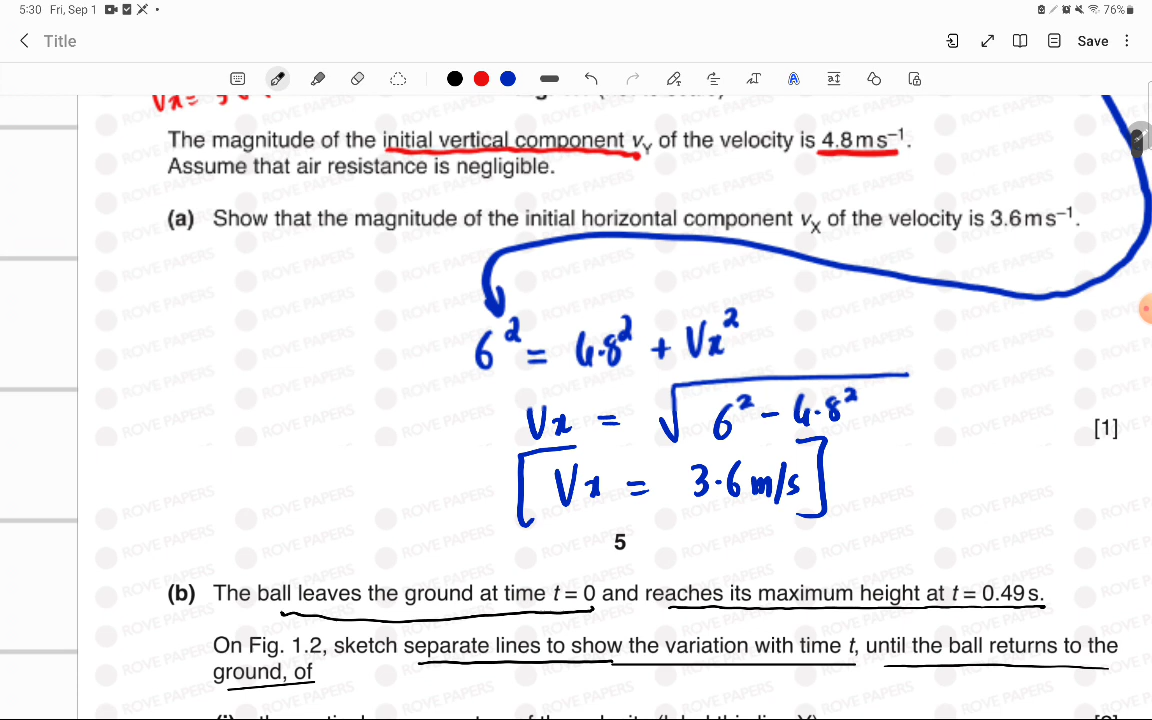 5:30 Fri, Sep 1
76%
Title
Save
Vx =
The magnitude of the initial vertical component vY of the velocity is 4.8 m s⁻¹.
Assume that air resistance is negligible.
(a) Show that the magnitude of the initial horizontal component vX of the velocity is 3.6 m s⁻¹.
6² = 4.8² + Vx²
Vx = √6² - 4.8²
[1]
[Vx = 3.6 m/s]
5
(b) The ball leaves the ground at time t = 0 and reaches its maximum height at t = 0.49 s.
On Fig. 1.2, sketch separate lines to show the variation with time t, until the ball returns to the
ground, of
ROVE PAPERS